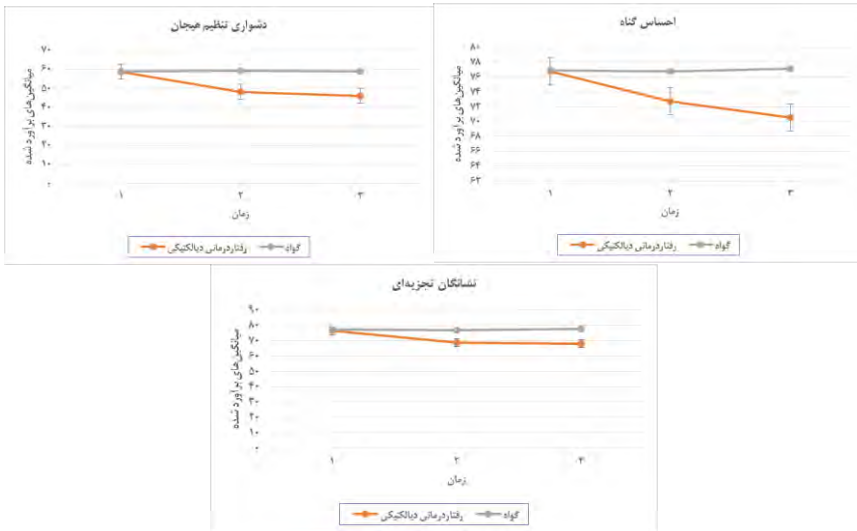 دشواری تنظیم هیجان
میانگین‌های برآورد شده
۷۰
۶۰
۵۰
۴۰
۳۰
۲۰
۱۰
۰
۱ ۲ ۳
زمان
رفتاردرمانی دیالکتیکی گواه
احساس گناه
میانگین‌های برآورد شده
۸۰
۷۸
۷۶
۷۴
۷۲
۷۰
۶۸
۶۶
۶۴
۶۲
۱ ۲ ۳
زمان
رفتاردرمانی دیالکتیکی گواه
نشانگان تجزیه‌ای
میانگین‌های برآورد شده
۹۰
۸۰
۷۰
۶۰
۵۰
۴۰
۳۰
۲۰
۱۰
۰
۱ ۲ ۳
زمان
رفتاردرمانی دیالکتیکی گواه